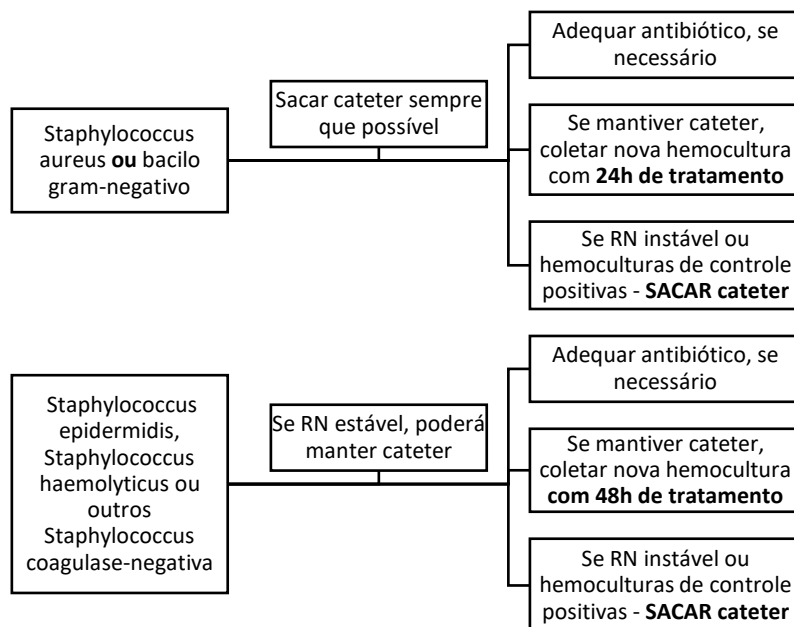 Staphylococcus
aureus ou bacilo
gram-negativo
Sacar cateter sempre
que possível
Adequar antibiótico, se
necessário
Se mantiver cateter,
coletar nova hemocultura
com 24h de tratamento
Se RN instável ou
hemoculturas de controle
positivas - SACAR cateter
Staphylococcus
epidermidis,
Staphylococcus
haemolyticus ou
outros
Staphylococcus
coagulase-negativa
Se RN estável, poderá
manter cateter
Adequar antibiótico, se
necessário
Se mantiver cateter,
coletar nova hemocultura
com 48h de tratamento
Se RN instável ou
hemoculturas de controle
positivas - SACAR cateter